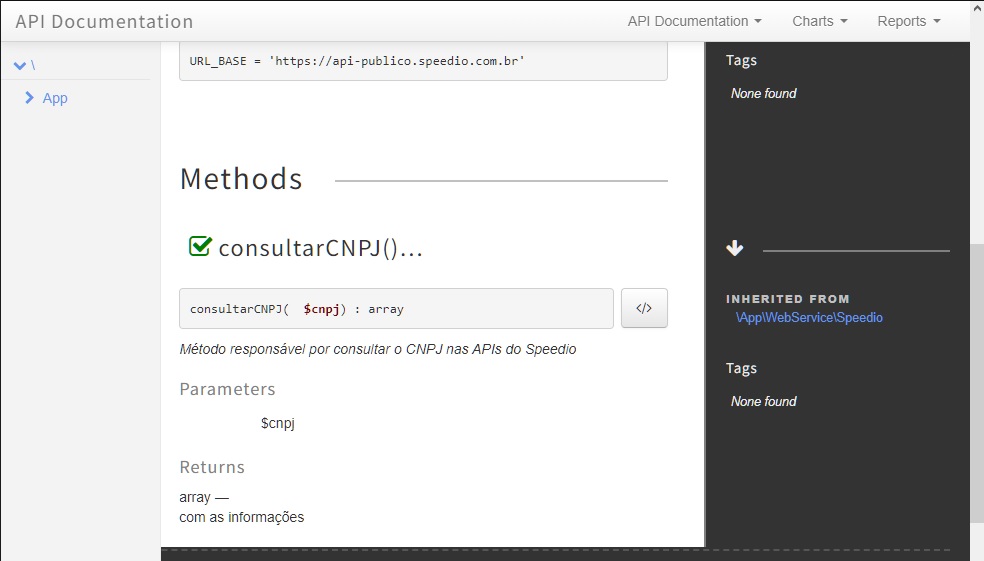 API Documentation
API Documentation Charts Reports
\
App
URL_BASE = 'https://api-publico.speedio.com.br'
Tags
None found
Methods
consultarCNPJ()...
consultarCNPJ( $cnpj) : array
</>
INHERITED FROM
\App\WebService\Speedio
Método responsável por consultar o CNPJ nas APIs do Speedio
Tags
Parameters
None found
$cnpj
Returns
array —
com as informações